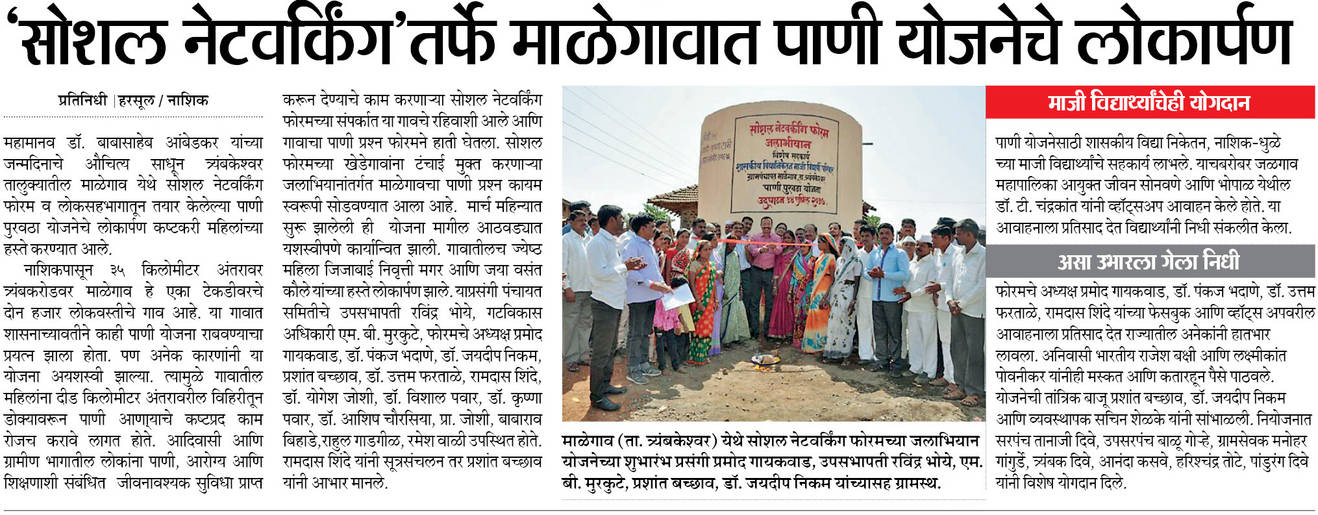 ‘सोशल नेटवर्किंग’तर्फे माळेगावात पाणी योजनेचे लोकार्पण
प्रतिनिधी |हरसूल / नाशिक
महामानव डॉ. बाबासाहेब आंबेडकर यांच्या
जन्मदिनाचे औचित्य साधून त्र्यंबकेश्वर
तालुक्यातील माळेगाव येथे सोशल नेटवर्किंग
फोरम व लोकसहभागातून तयार केलेल्या पाणी
पुरवठा योजनेचे लोकार्पण कष्टकरी महिलांच्या
हस्ते करण्यात आले.
नाशिकपासून ३५ किलोमीटर अंतरावर
त्र्यंबकरोडवर माळेगाव हे एका टेकडीवरचे
दोन हजार लोकवस्तीचे गाव आहे. या गावात
शासनाच्यावतीने काही पाणी योजना राबवण्याचा
प्रयत्न झाला होता. पण अनेक कारणांनी या
योजना अयशस्वी झाल्या. त्यामुळे गावातील
महिलांना दीड किलोमीटर अंतरावरील विहिरीतून
डोक्यावरून पाणी आणाूयाचे कष्टप्रद काम
रोजच करावे लागत होते. आदिवासी आणि
ग्रामीण भागातील लोकांना पाणी, आरोग्य आणि
शिक्षणाशी संबंधित जीवनावश्यक सुविधा प्राप्त
करून देण्याचे काम करणाऱ्या सोशल नेटवर्किंग
फोरमच्या संपर्कात या गावचे रहिवाशी आले आणि
गावाचा पाणी प्रश्न फोरमने हाती घेतला. सोशल
फोरमच्या खेडेगावांना टंचाई मुक्त करणाऱ्या
जलाभियानांतर्गत माळेगावचा पाणी प्रश्न कायम
स्वरूपी सोडवण्यात आला आहे. मार्च महिन्यात
सुरू झालेली ही योजना मागील आठवड्यात
यशस्वीपणे कार्यान्वित झाली. गावातीलच ज्येष्ठ
महिला जिजाबाई निवृत्ती मगर आणि जया वसंत
कौले यांच्या हस्ते लोकार्पण झाले. याप्रसंगी पंचायत
समितीचे उपसभापती रविंद्र भोये, गटविकास
अधिकारी एम. बी. मुरकुटे, फोरमचे अध्यक्ष प्रमोद
गायकवाड, डॉ. पंकज भदाणे, डॉ. जयदीप निकम,
प्रशांत बच्छाव, डॉ. उत्तम फरताळे, रामदास शिंदे,
डॉ. योगेश जोशी, डॉ. विशाल पवार, डॉ. कृष्णा
पवार, डॉ. आशिष चौरसिया, प्रा. जोशी, बाबाराव
बिहाडे,राहुल गाडगीळ, रमेश वाळी उपस्थित होते.
रामदास शिंदे यांनी सूत्रसंचलन तर प्रशांत बच्छाव
यांनी आभार मानले.
सोशल नेटवर्कींग फोरम
जलाभीयान
विशेष सहकार्य
शासकीय विद्यानिकेतन माजी विद्यार्थी परिवार
पाणी पुरवठा योजना
माळेगाव (ता. त्र्यंबकेश्वर) येथे सोशल नेटवर्किंग फोरमच्या जलाभियान
योजनेच्या शुभारंभ प्रसंगी प्रमोद गायकवाड, उपसभापती रविंद्र भोये, एम.
बी. मुरकुटे, प्रशांत बच्छाव, डॉ. जयदीप निकम यांच्यासह ग्रामस्थ.
माजी विद्यार्थ्यांचेही योगदान
पाणी योजनेसाठी शासकीय विद्या निकेतन, नाशिक-धुळे
च्या माजी विद्यार्थ्यांचे सहकार्य लाभले. याचबरोबर जळगाव
महापालिका आयुक्त जीवन सोनवणे आणि भोपाळ येथील
डॉ. टी. चंद्रकांत यांनी व्हॉट्सअप आवाहन केले होते. या
आवाहनाला प्रतिसाद देत विद्यार्थ्यांनी निधी संकलीत केला.
असा उभारला गेला निधी
फोरमचे अध्यक्ष प्रमोद गायकवाड, डॉ. पंकज भदाणे, डॉ. उत्तम
फरताळे, रामदास शिंदे यांच्या फेसबुक आणि व्हॉट्स अपवरील
आवाहनाला प्रतिसाद देत राज्यातील अनेकांनी हातभार
लावला. अनिवासी भारतीय राजेश बक्षी आणि लक्ष्मीकांत
पोवनीकर यांनीही मस्कत आणि कतारहून पैसे पाठवले.
योजनेची तांत्रिक बाजू प्रशांत बच्छाव, डॉ. जयदीप निकम
आणि व्यवस्थापक सचिन शेळके यांनी सांभाळली. नियोजनात
सरपंच तानाजी दिवे, उपसरपंच बाळू गोऱ्हे, ग्रामसेवक मनोहर
गांगुर्डे, त्र्यंबक दिवे, आनंदा कसवे, हरिश्चंद्र तोटे, पांडुरंग दिवे
यांनी विशेष योगदान दिले.